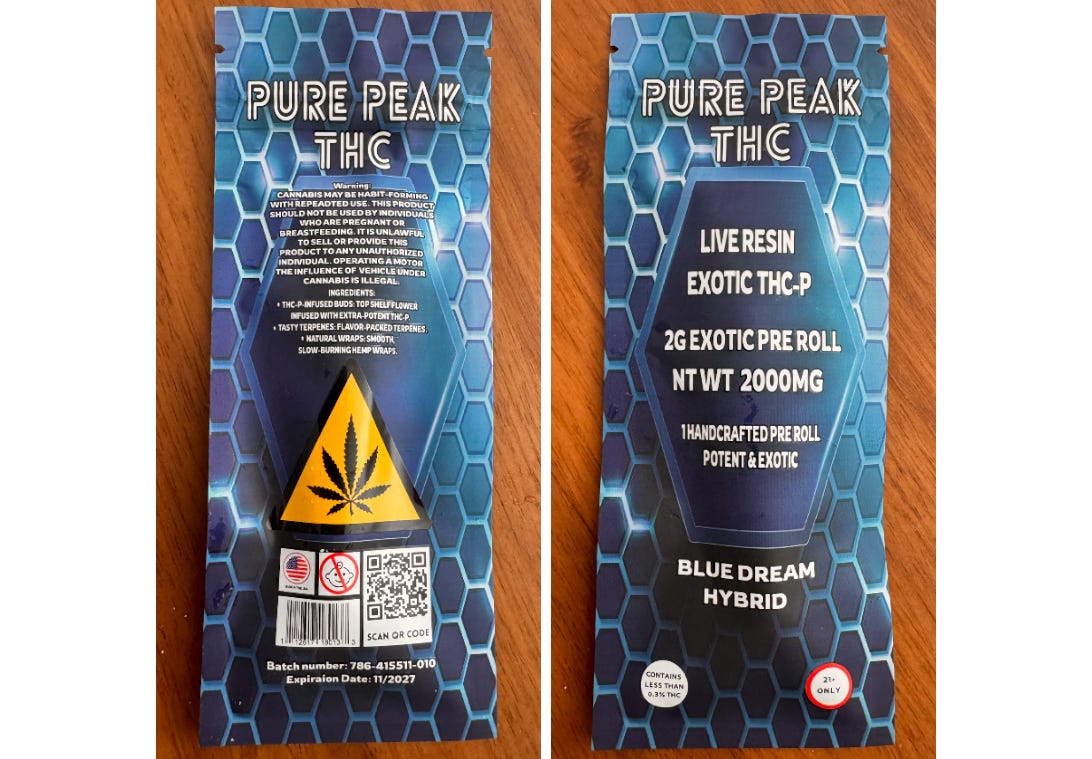 PURE PEAK
THC
Warning:
CANNABIS MAY BE HABIT-FORMING
WITH REPEADTED USE. THIS PRODUCT
SHOULD NOT BE USED BY INDIVIDUALS
WHO ARE PREGNANT OR
BREASTFEEDING. IT IS UNLAWFUL
TO SELL OR PROVIDE THIS
PRODUCT TO ANY UNAUTHORIZED
INDIVIDUAL. OPERATING A MOTOR
THE INFLUENCE OF VEHICLE UNDER
CANNABIS IS ILLEGAL.
INGREDIENTS:
• THC-P-INFUSED BUDS: TOP SHELF FLOWER
INFUSED WITH EXTRA-POTENT THC-P.
• TASTY TERPENES: FLAVOR-PACKED TERPENES.
• NATURAL WRAPS: SMOOTH,
SLOW-BURNING HEMP WRAPS.
SCAN QR CODE
Batch number: 786-415511-010
Expiraion Date: 11/2027
PURE PEAK
THC
LIVE RESIN
EXOTIC THC-P
2G EXOTIC PRE ROLL
NT WT 2000MG
1 HANDCRAFTED PRE ROLL
POTENT & EXOTIC
BLUE DREAM
HYBRID
CONTAINS
LESS THAN
0.3% THC
21+
ONLY